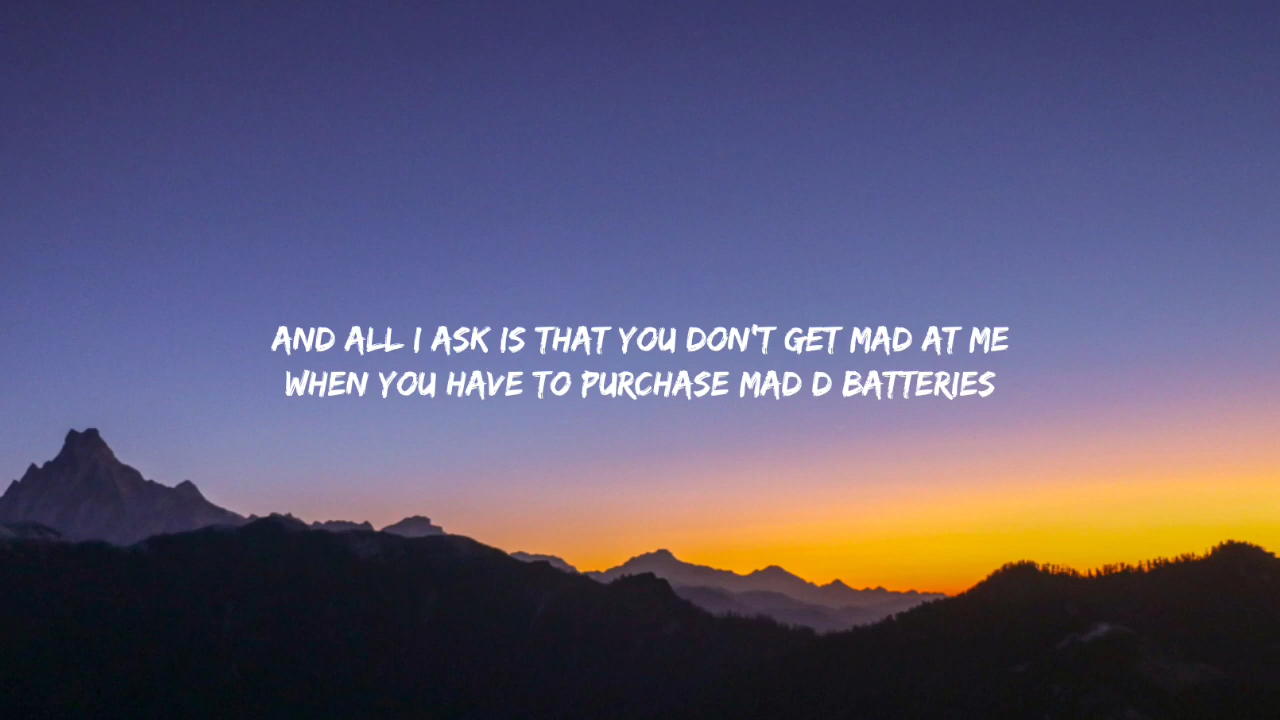 AND ALL I ASK IS THAT YOU DON'T GET MAD AT ME
WHEN YOU HAVE TO PURCHASE MAD D BATTERIES